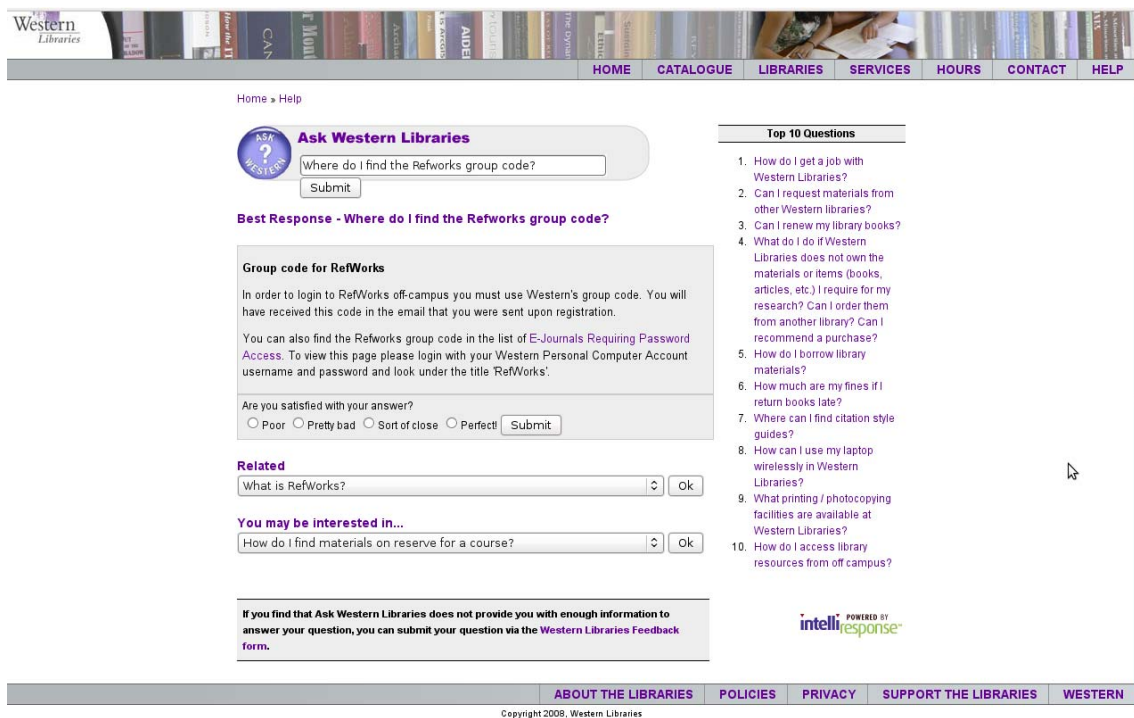 Western
Libraries
HOME CATALOGUE LIBRARIES SERVICES HOURS CONTACT HELP
Home » Help
ASK ? WESTERN
Ask Western Libraries
Where do I find the Refworks group code?
Submit
Best Response - Where do I find the Refworks group code?
Group code for RefWorks
In order to login to RefWorks off-campus you must use Western's group code. You will
have received this code in the email that you were sent upon registration.
You can also find the Refworks group code in the list of E-Journals Requiring Password
Access. To view this page please login with your Western Personal Computer Account
username and password and look under the title 'RefWorks'.
Are you satisfied with your answer?
Poor Pretty bad Sort of close Perfect! Submit
Related
What is RefWorks? Ok
You may be interested in...
How do I find materials on reserve for a course? Ok
If you find that Ask Western Libraries does not provide you with enough information to
answer your question, you can submit your question via the Western Libraries Feedback
form.
Top 10 Questions
1. How do I get a job with
Western Libraries?
2. Can I request materials from
other Western libraries?
3. Can I renew my library books?
4. What do I do if Western
Libraries does not own the
materials or items (books,
articles, etc.) I require for my
research? Can I order them
from another library? Can I
recommend a purchase?
5. How do I borrow library
materials?
6. How much are my fines if I
return books late?
7. Where can I find citation style
guides?
8. How can I use my laptop
wirelessly in Western
Libraries?
9. What printing / photocopying
facilities are available at
Western Libraries?
10. How do I access library
resources from off campus?
POWERED BY
intelliresponse
ABOUT THE LIBRARIES POLICIES PRIVACY SUPPORT THE LIBRARIES WESTERN
Copyright 2008, Western Libraries